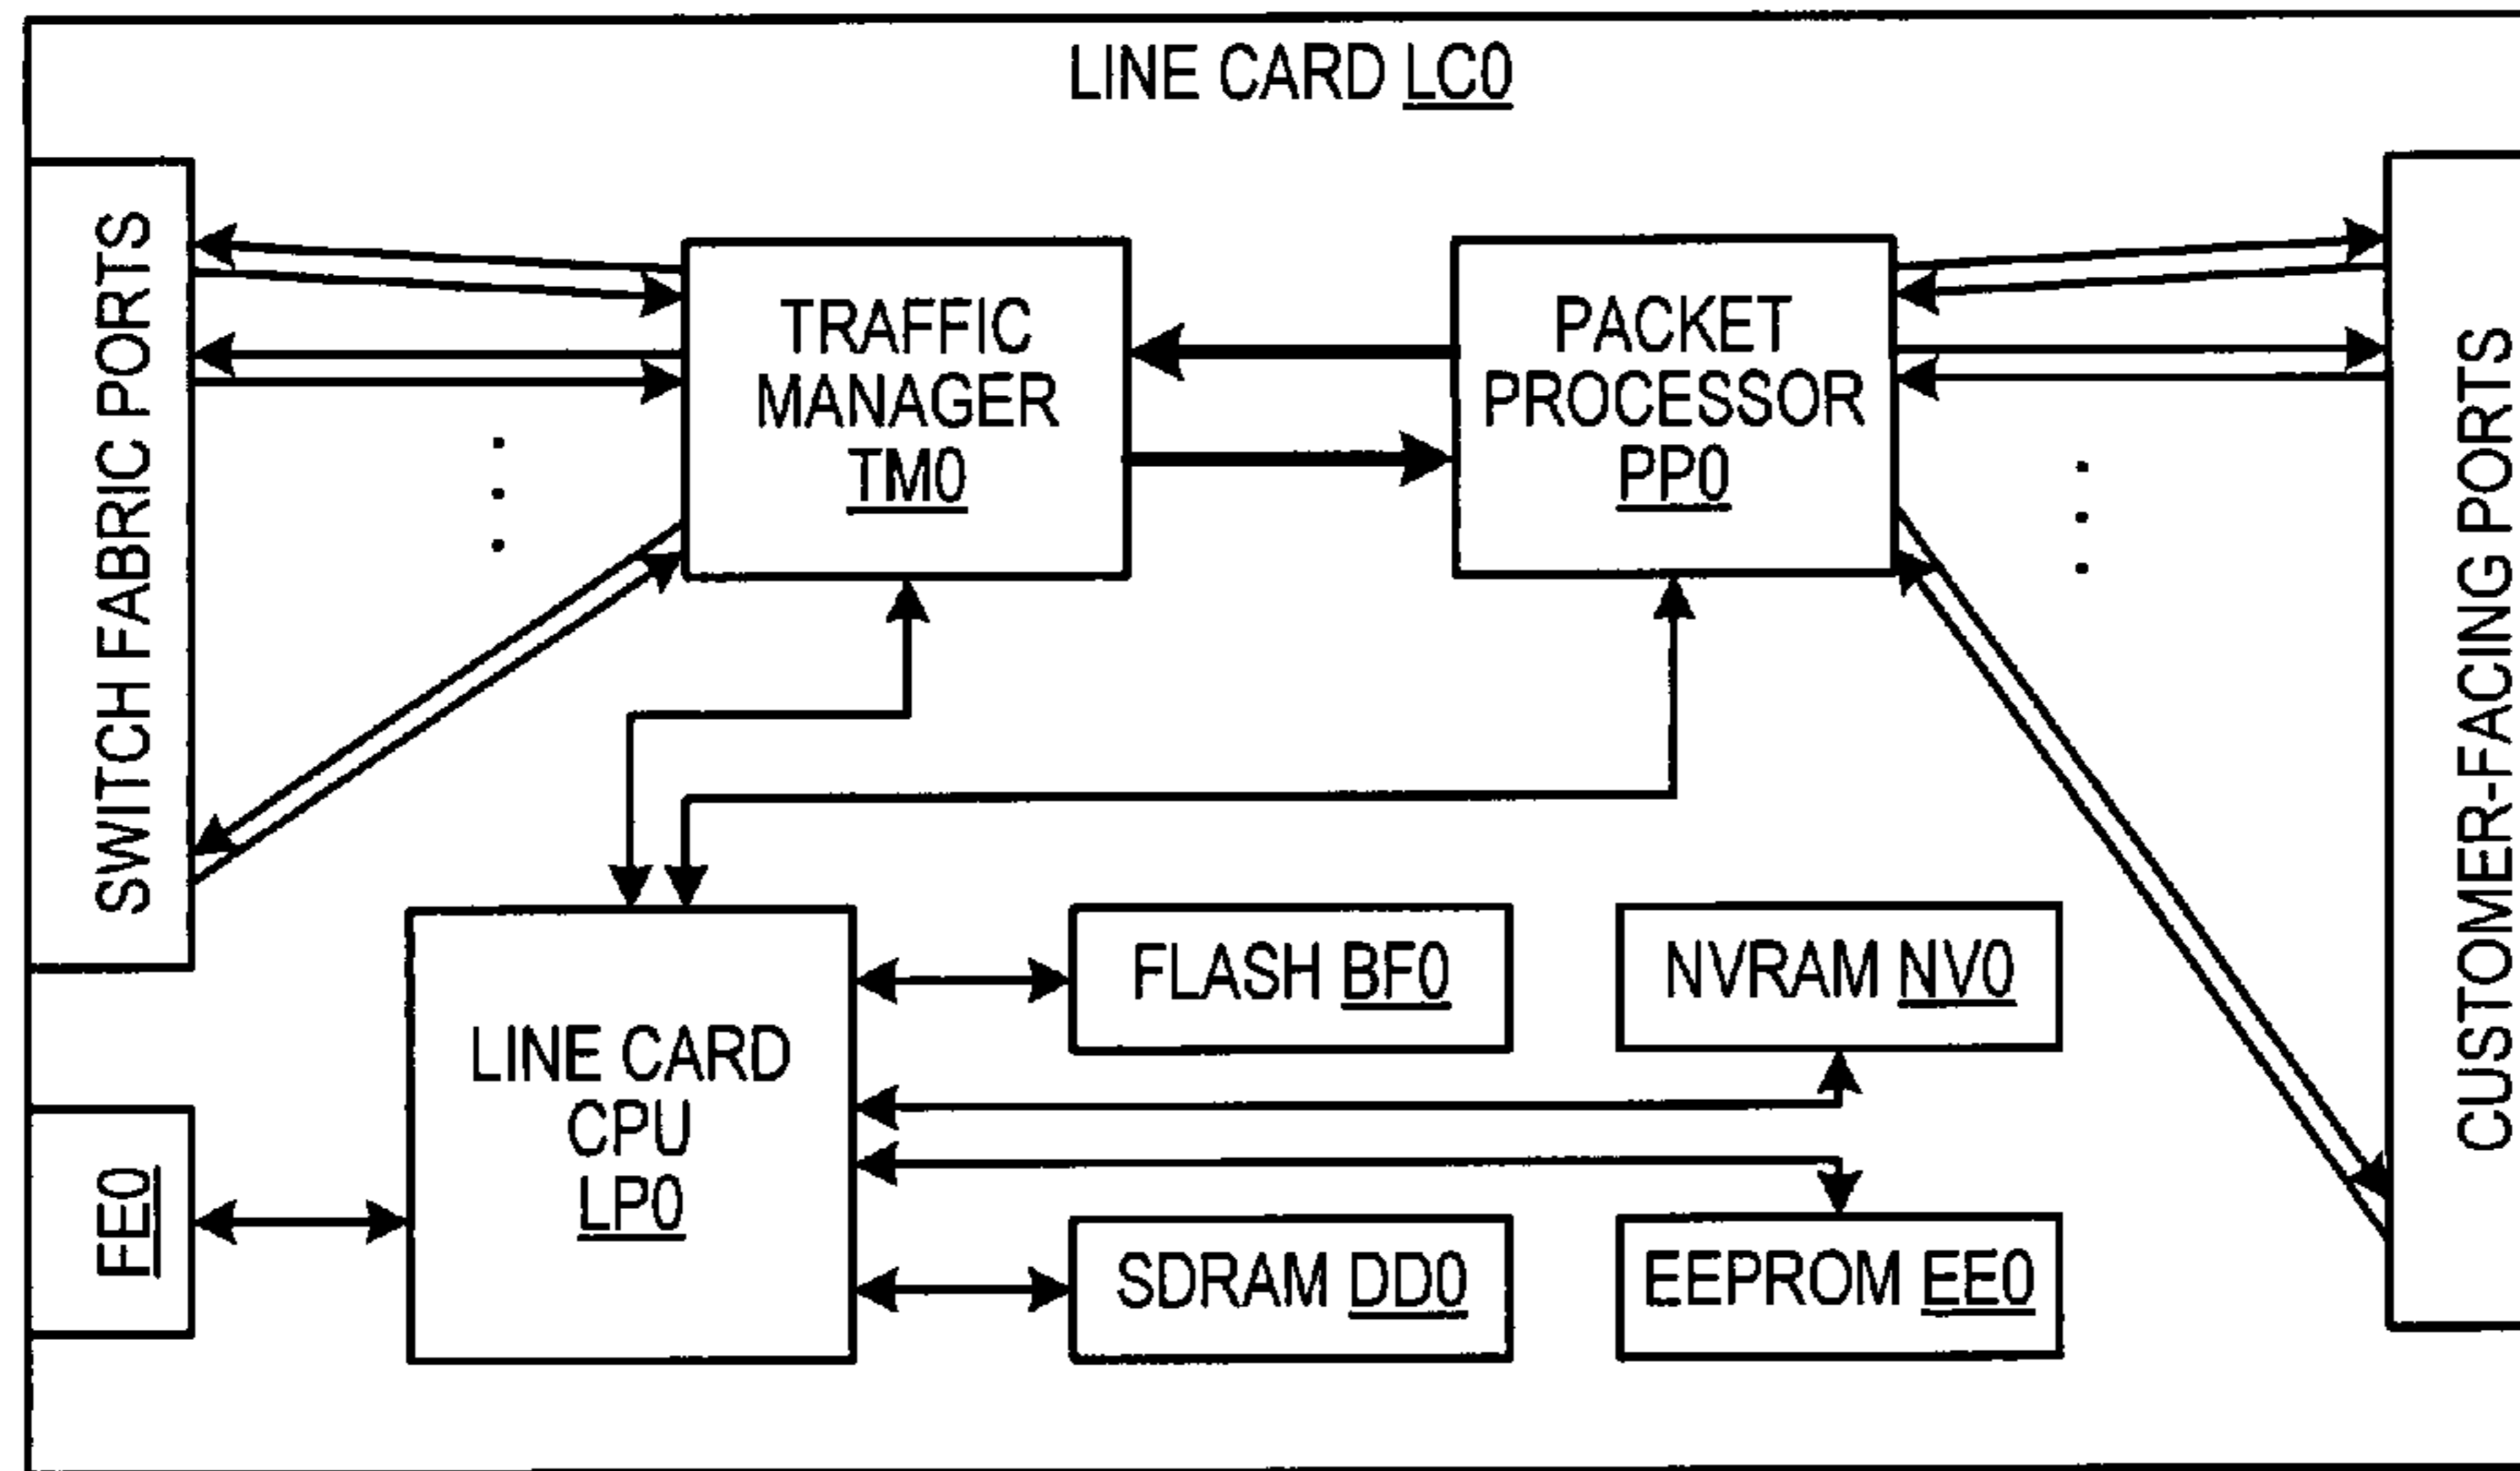 LINE CARD LC0
SWITCH FABRIC PORTS
TRAFFIC
MANAGER
TM0
PACKET
PROCESSOR
PP0
CUSTOMER-FACING PORTS
LINE CARD
CPU
LP0
FLASH BF0
NVRAM NV0
FE0
SDRAM DD0
EEPROM EE0